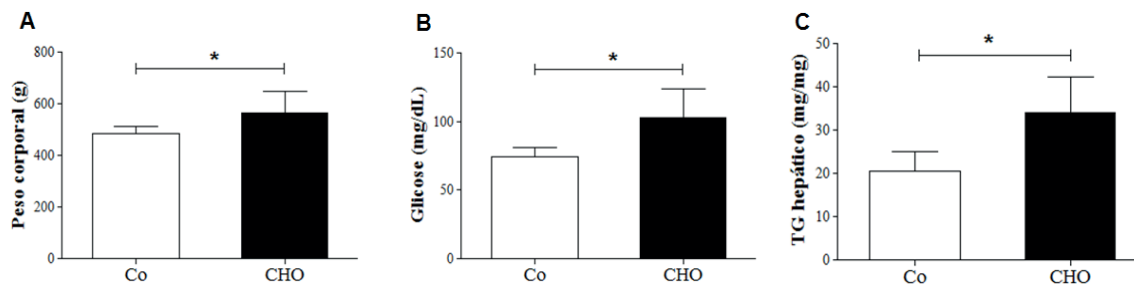 A
Peso corporal (g)
800
600
400
200
0
*
Co
CHO
B
Glicose (mg/dL)
150
100
50
0
*
Co
CHO
C
TG hepático (mg/mg)
50
40
30
20
10
0
*
Co
CHO